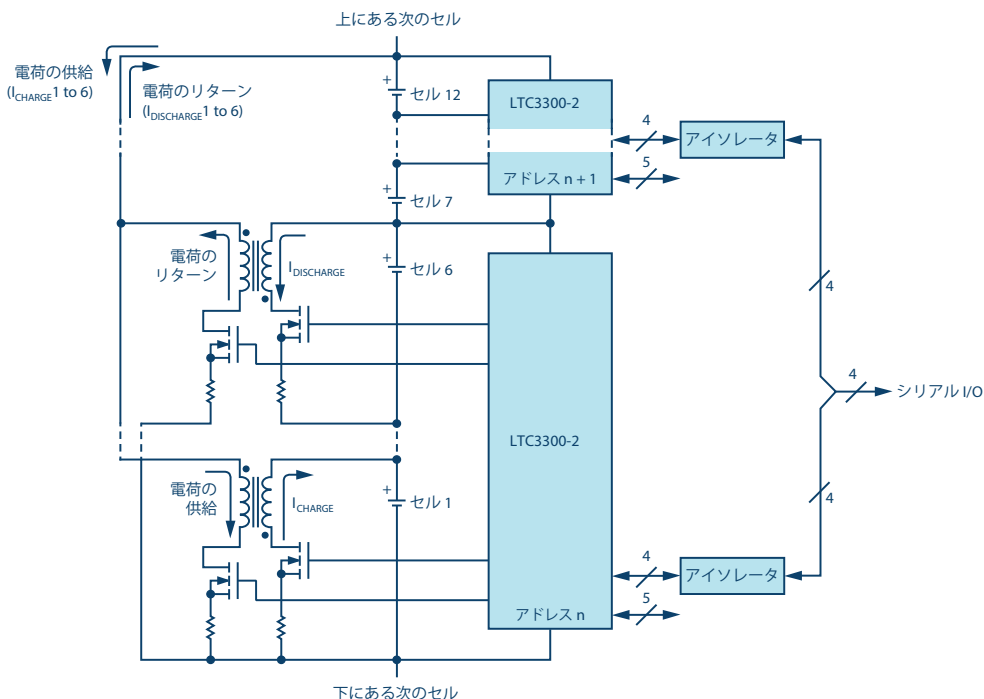 上にある次のセル
電荷の供給
(ICHARGE1 to 6)
電荷のリターン
(IDISCHARGE1 to 6)
+
セル 12
LTC3300-2
4
アイソレータ
5
アドレス n + 1
+
セル 7
電荷の
リターン
IDISCHARGE
+
セル 6
4
4
シリアル I/O
LTC3300-2
電荷の
供給
ICHARGE
+
セル 1
4
4
アイソレータ
5
アドレス n
下にある次のセル